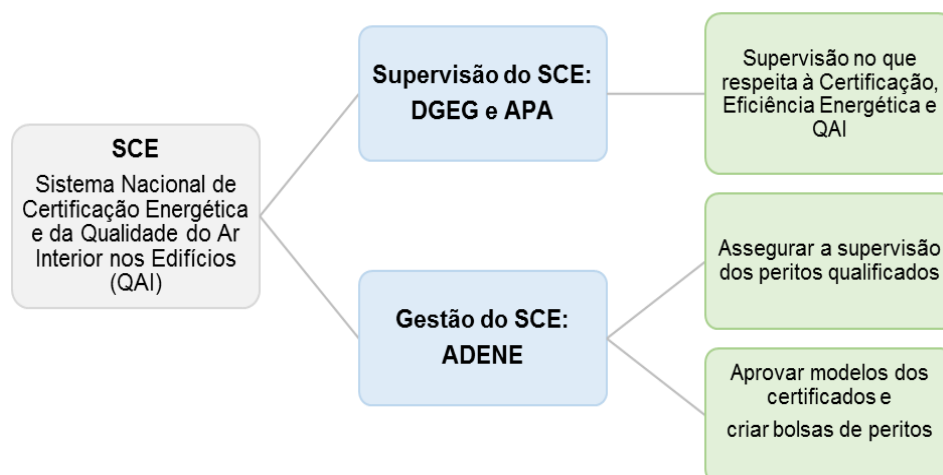 SCE
Sistema Nacional de
Certificação Energética
e da Qualidade do Ar
Interior nos Edifícios
(QAI)
Supervisão do SCE:
DGEG e APA
Supervisão no que
respeita à Certificação,
Eficiência Energética e
QAI
Gestão do SCE:
ADENE
Assegurar a supervisão
dos peritos qualificados
Aprovar modelos dos
certificados e
criar bolsas de peritos